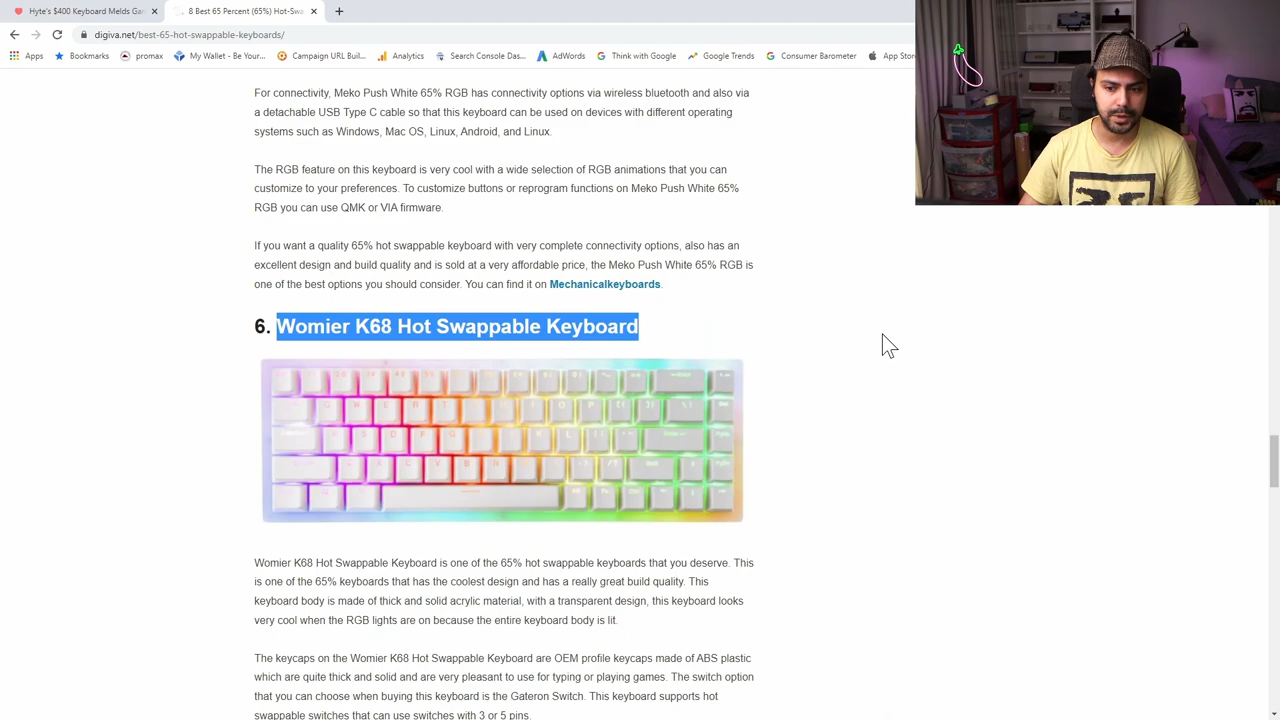 Hyte's $400 Keyboard Melds Gam
8 Best 65 Percent (65%) Hot-Swa
digiva.net/best-65-hot-swappable-keyboards/
Apps Bookmarks promax My Wallet - Be Your... Campaign URL Buil... Analytics Search Console Das... AdWords Think with Google Google Trends Consumer Barometer App Stor
For connectivity, Meko Push White 65% RGB has connectivity options via wireless bluetooth and also via
a detachable USB Type C cable so that this keyboard can be used on devices with different operating
systems such as Windows, Mac OS, Linux, Android, and Linux.
The RGB feature on this keyboard is very cool with a wide selection of RGB animations that you can
customize to your preferences. To customize buttons or reprogram functions on Meko Push White 65%
RGB you can use QMK or VIA firmware.
If you want a quality 65% hot swappable keyboard with very complete connectivity options, also has an
excellent design and build quality and is sold at a very affordable price, the Meko Push White 65% RGB is
one of the best options you should consider. You can find it on Mechanicalkeyboards.
6. Womier K68 Hot Swappable Keyboard
Womier K68 Hot Swappable Keyboard is one of the 65% hot swappable keyboards that you deserve. This
is one of the 65% keyboards that has the coolest design and has a really great build quality. This
keyboard body is made of thick and solid acrylic material, with a transparent design, this keyboard looks
very cool when the RGB lights are on because the entire keyboard body is lit.
The keycaps on the Womier K68 Hot Swappable Keyboard are OEM profile keycaps made of ABS plastic
which are quite thick and solid and are very pleasant to use for typing or playing games. The switch option
that you can choose when buying this keyboard is the Gateron Switch. This keyboard supports hot
swappable switches that can use switches with 3 or 5 pins.